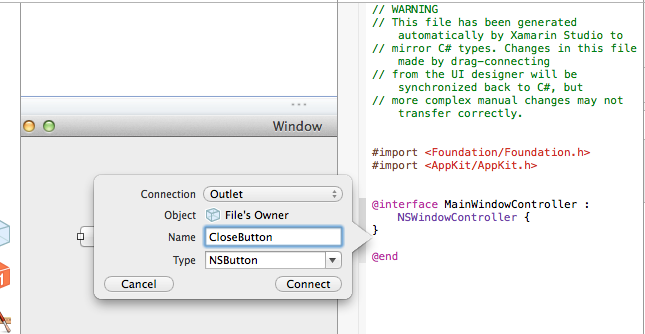 // WARNING
// This file has been generated
automatically by Xamarin Studio to
// mirror C# types. Changes in this file
made by drag-connecting
// from the UI designer will be
synchronized back to C#, but
// more complex manual changes may not
transfer correctly.
#import <Foundation/Foundation.h>
#import <AppKit/AppKit.h>
@interface MainWindowController :
NSWindowController {
}
@end
Window
Connection Outlet
Object File's Owner
Name CloseButton
Type NSButton
Cancel Connect
1